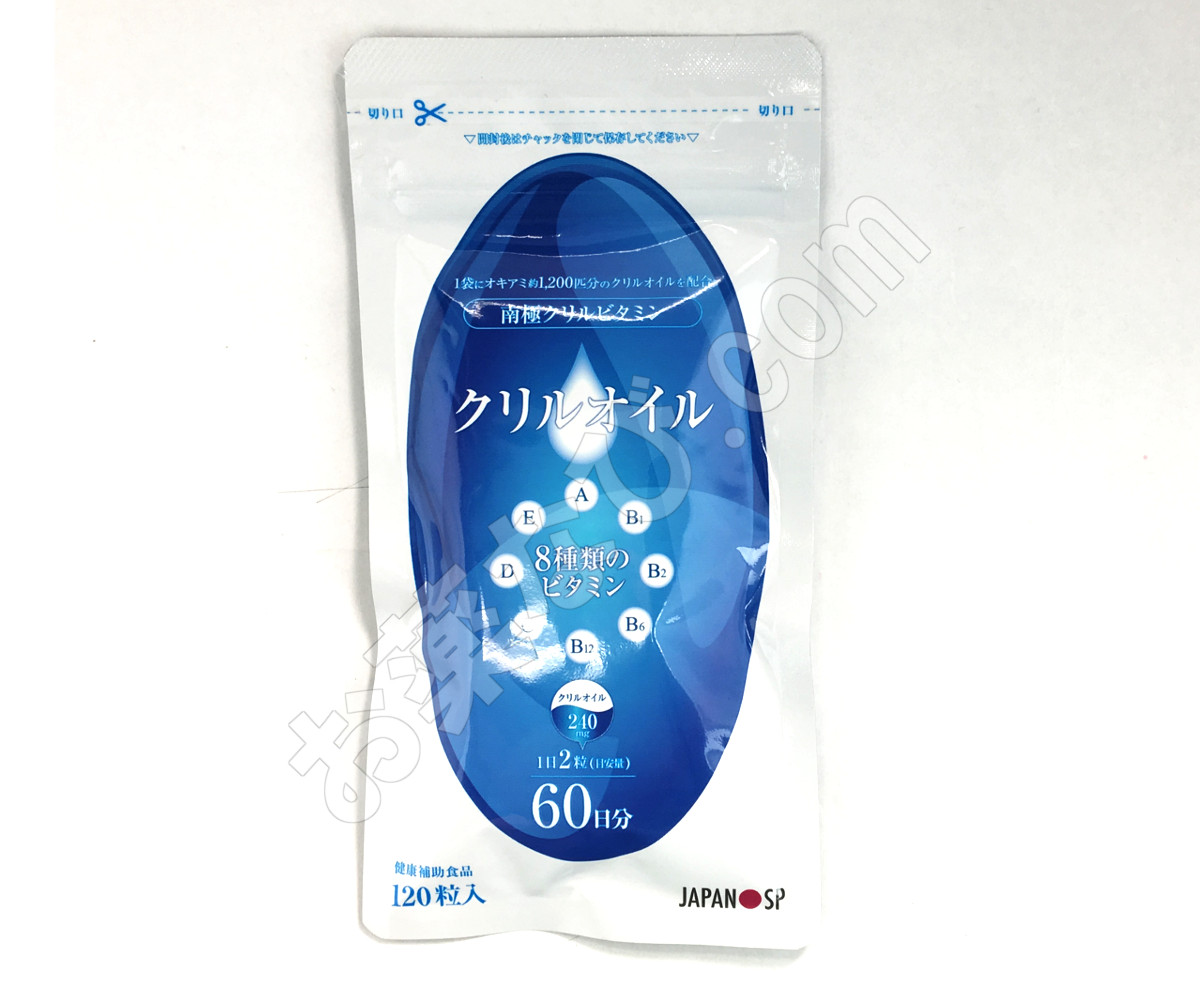 切り口
切り口
▽開封後はチャックを閉じて保存してください▽
1袋にオキアミ約1,200匹分のクリルオイルを配合
南極クリルビタミン
クリルオイル
A
E
B1
D
8種類の
ビタミン
B2
B6
B12
クリルオイル
240
mg
1日2粒(目安量)
60日分
健康補助食品
120粒入
JAPAN SP
お薬なび.com